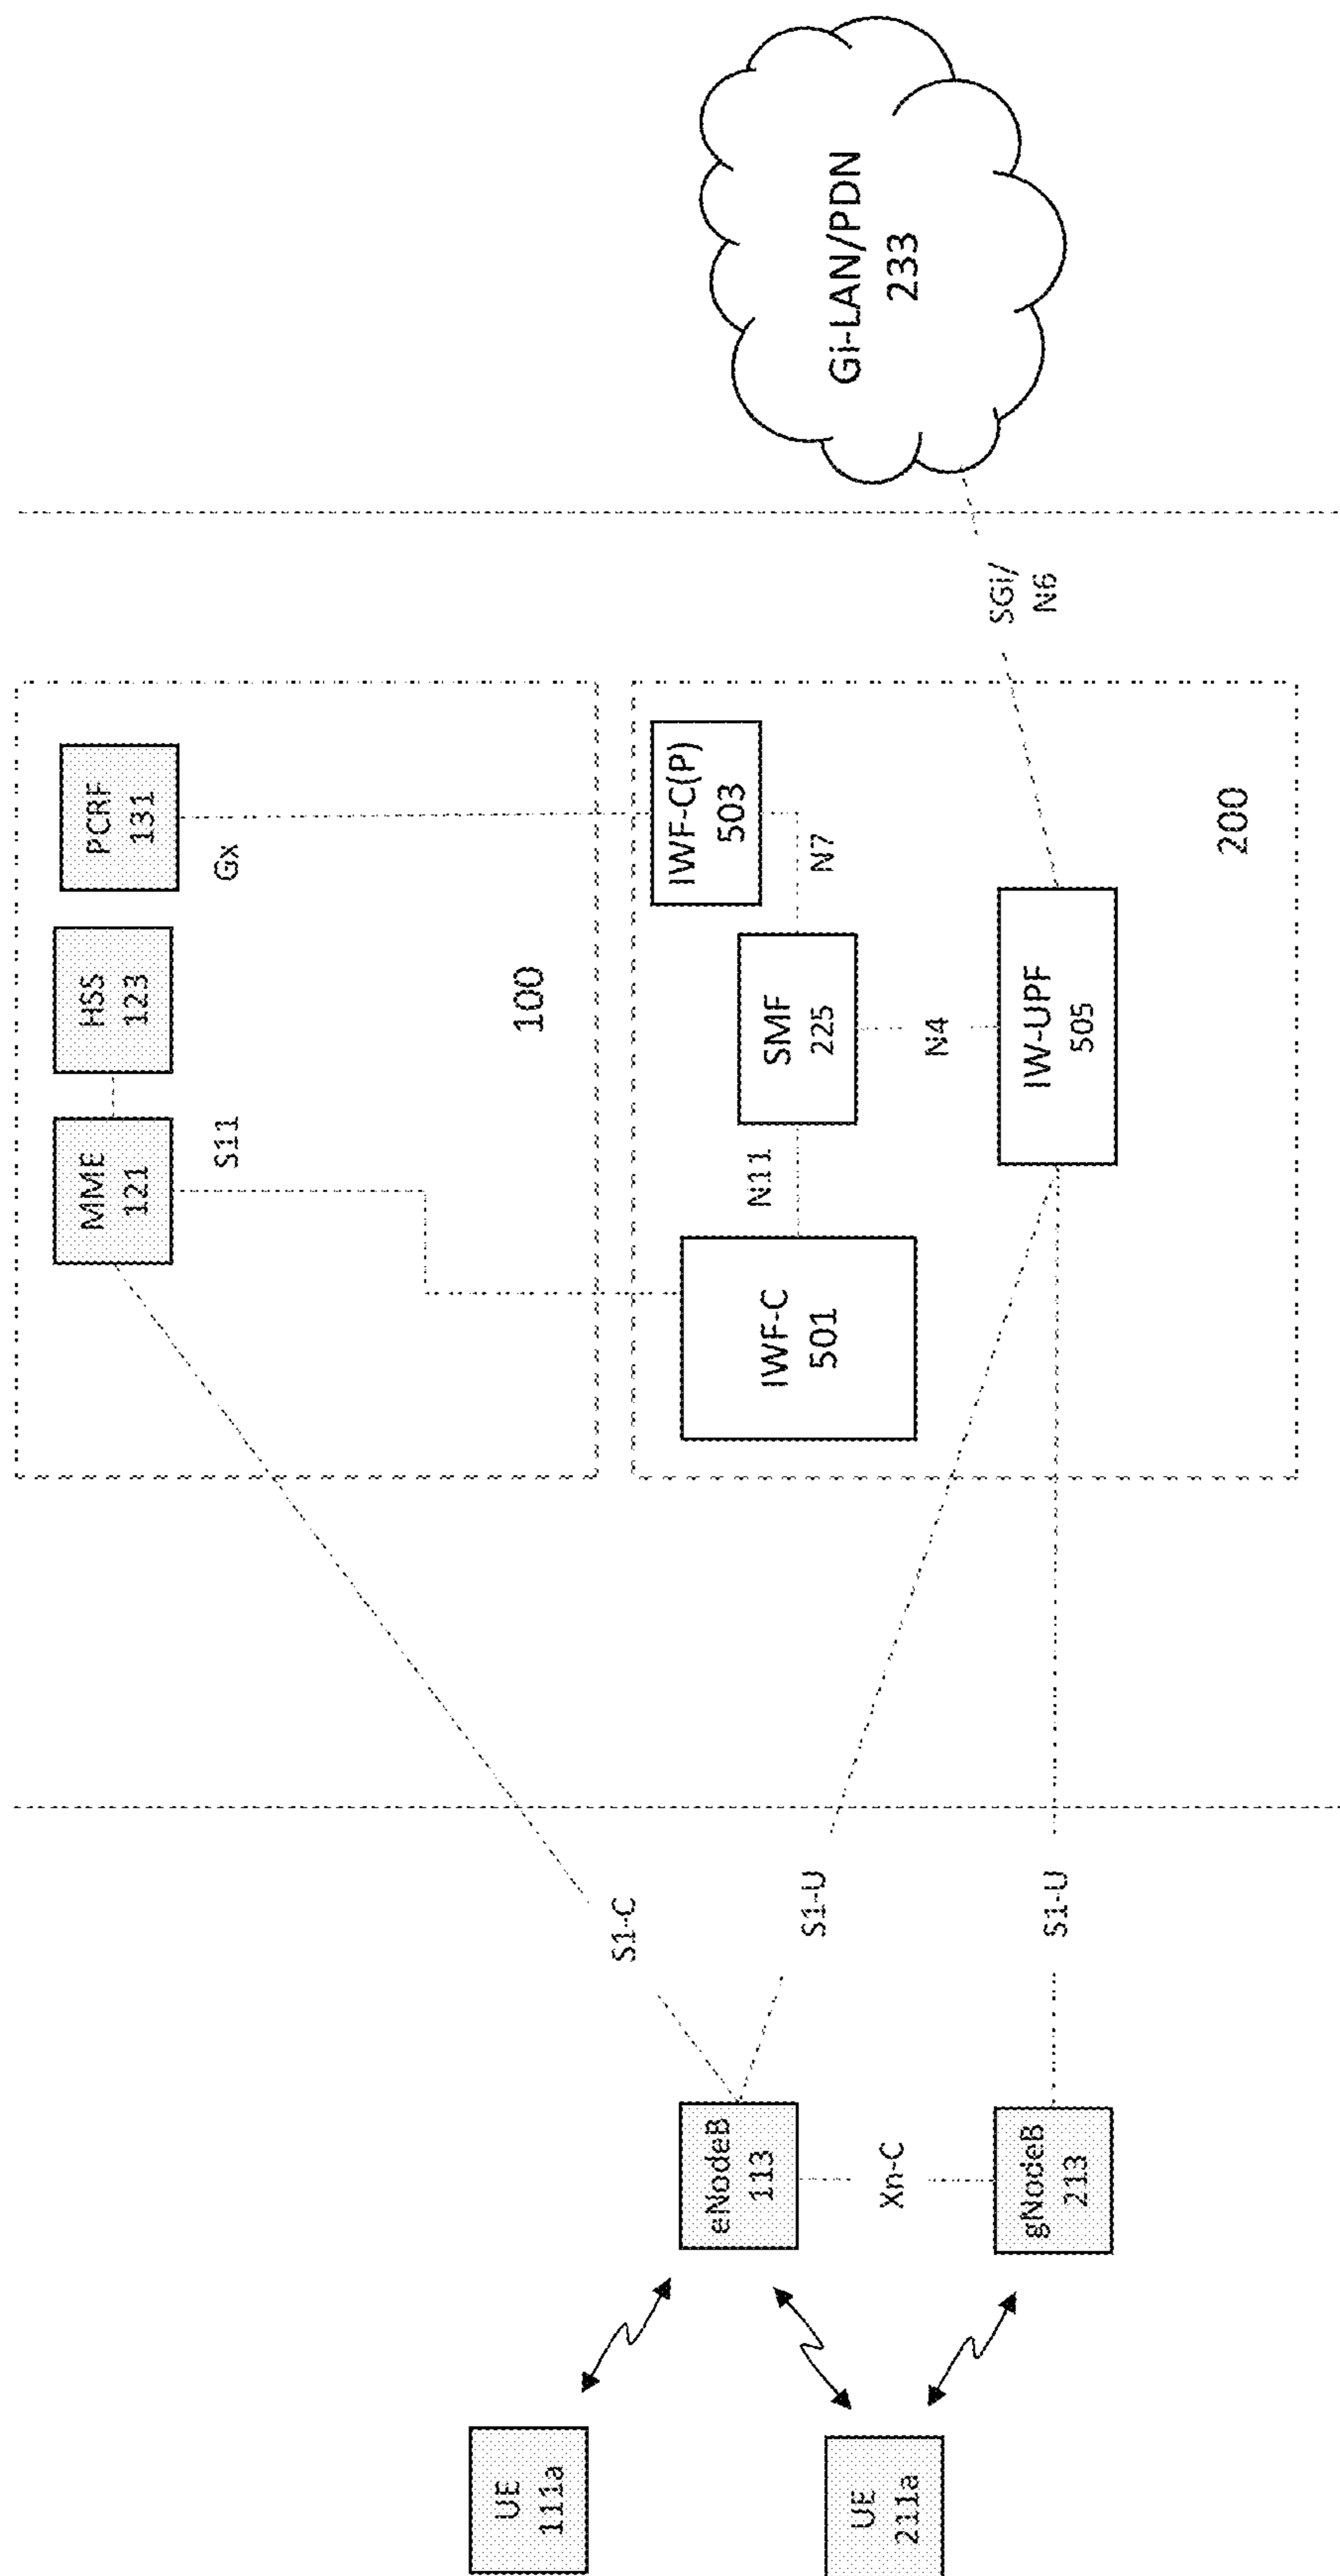 PCRF
131
HSS
123
MME
121
Gx
S11
100
IWF-C(P)
503
N7
SMF
225
N11
N4
IWF-C
501
IW-UPF
505
200
SGi/
N6
Gi-LAN/PDN
233
S1-C
S1-U
S1-U
eNodeB
113
Xn-C
gNodeB
213
UE
111a
UE
211a